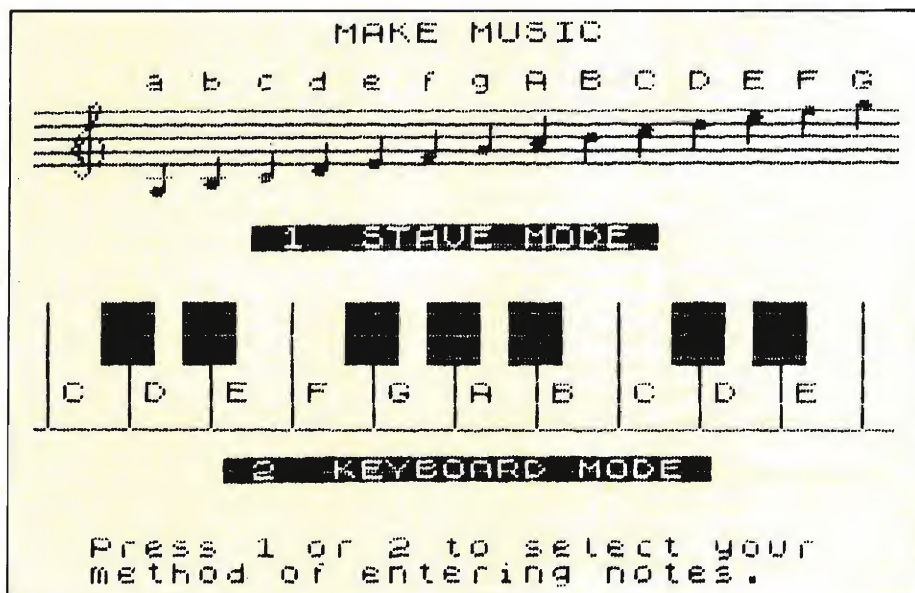 MAKE MUSIC
a b c d e f g A B C D E F G
1 STAVE MODE
C D E F G A B C D E
2 KEYBOARD MODE
Press 1 or 2 to select your
method of entering notes.